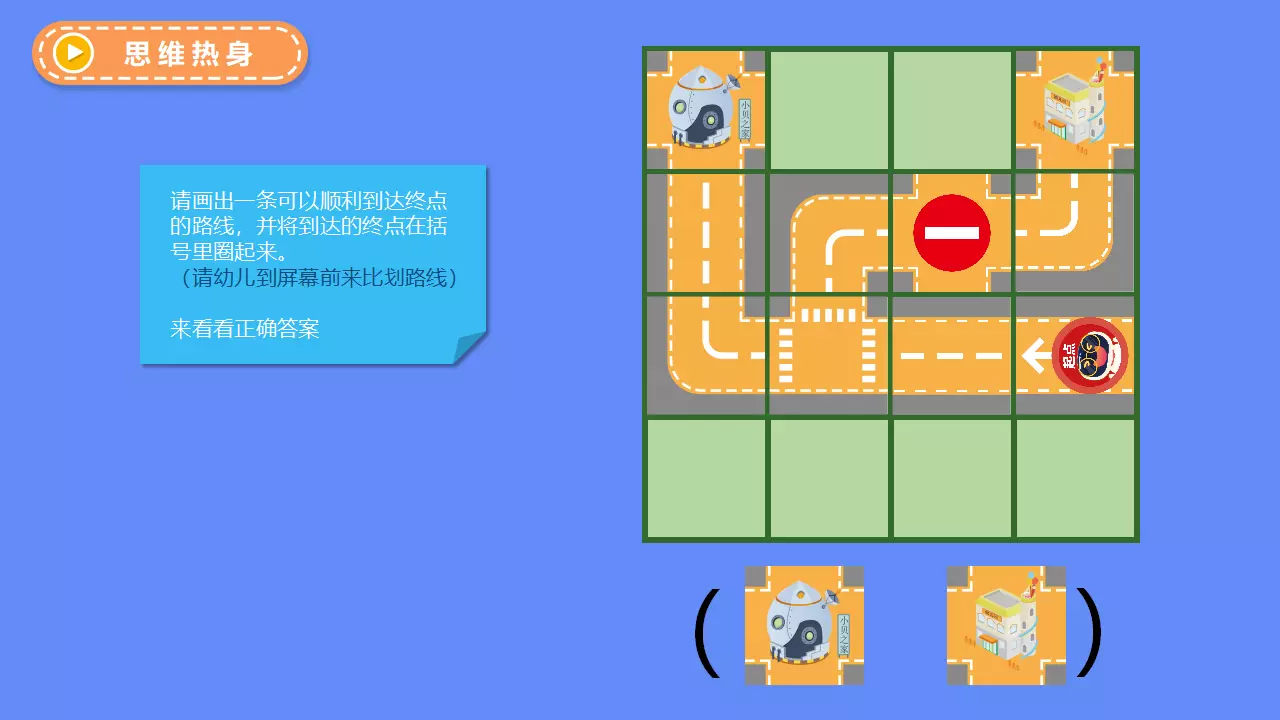 思维热身
请画出一条可以顺利到达终点
的路线，并将到达的终点在括
号里圈起来。
（请幼儿到屏幕前来比划路线）
来看看正确答案
小贝之家
起点
(
小贝之家
)